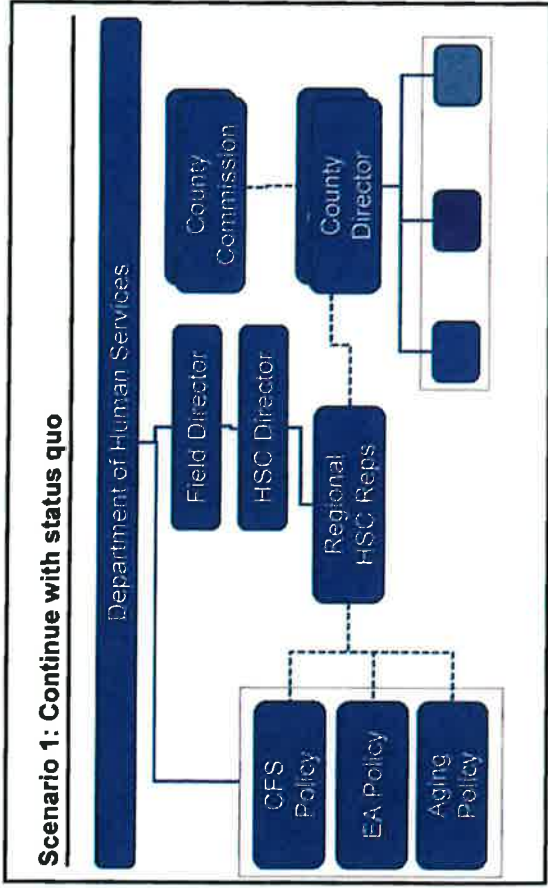 Scenario 1: Continue with status quo
Department of Human Services
Field Director
HSC Director
Regional
HSC Reps
County
Commission
County
Director
CFS
Policy
EA Policy
Aging
Policy